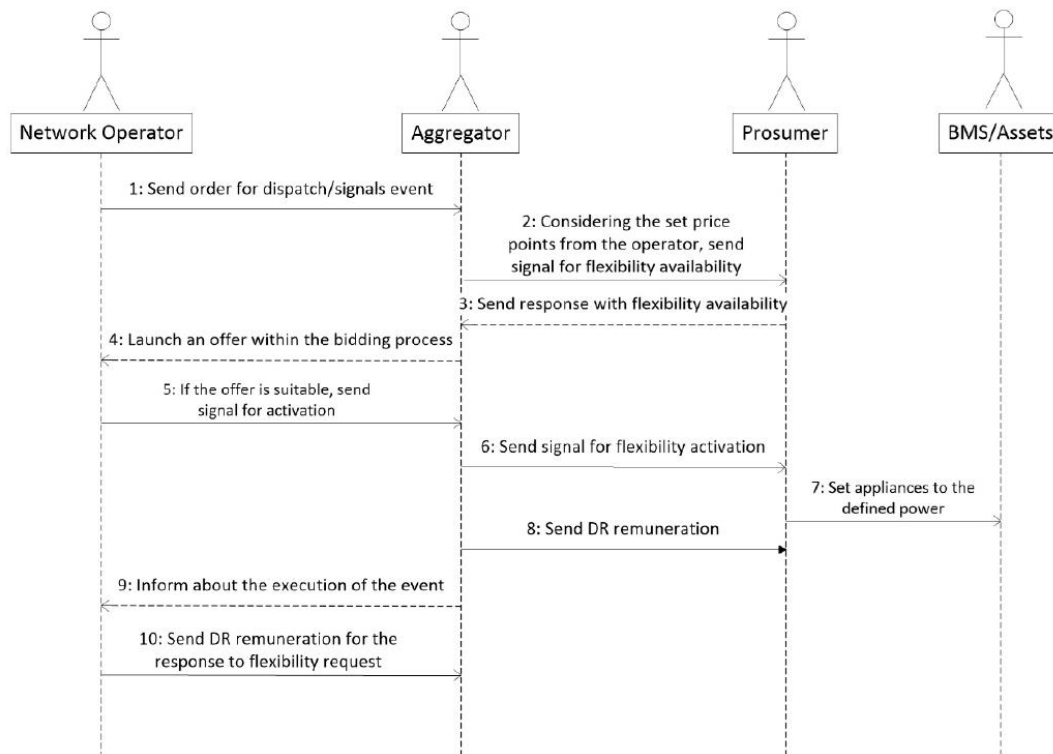 Network Operator
Aggregator
Prosumer
BMS/Assets
1: Send order for dispatch/signals event
2: Considering the set price
points from the operator, send
signal for flexibility availability
3: Send response with flexibility availability
4: Launch an offer within the bidding process
5: If the offer is suitable, send
signal for activation
6: Send signal for flexibility activation
7: Set appliances to the
defined power
8: Send DR remuneration
9: Inform about the execution of the event
10: Send DR remuneration for the
response to flexibility request